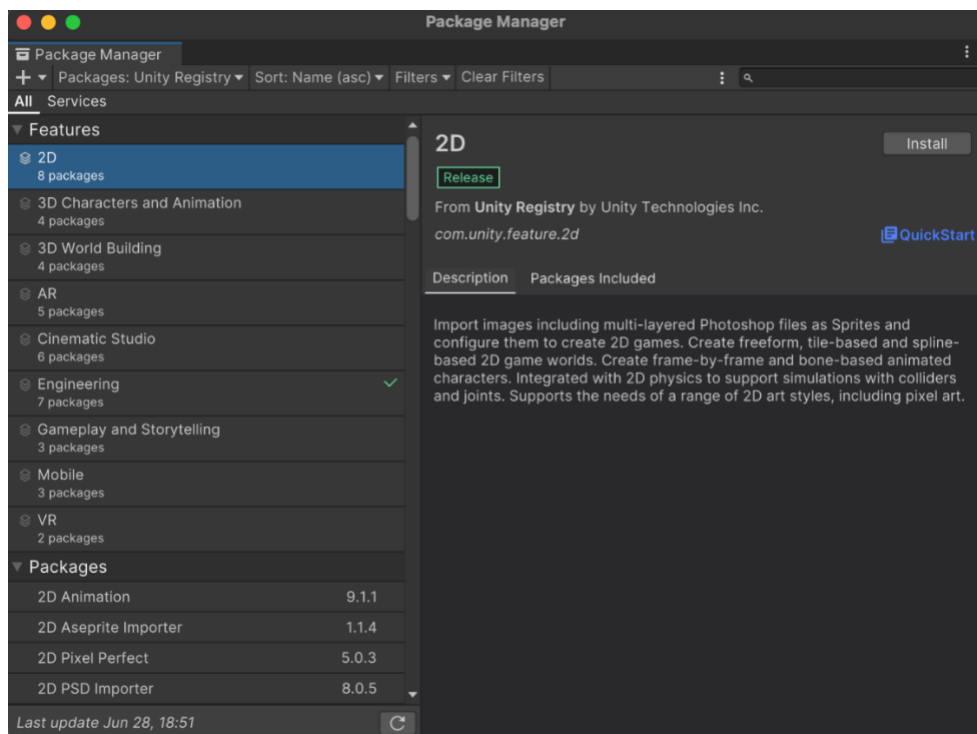 Package Manager
Package Manager
Packages: Unity Registry Sort: Name (asc) Filters Clear Filters
All Services
Features
2D
8 packages
3D Characters and Animation
4 packages
3D World Building
4 packages
AR
5 packages
Cinematic Studio
6 packages
Engineering
7 packages
Gameplay and Storytelling
3 packages
Mobile
3 packages
VR
2 packages
Packages
2D Animation 9.1.1
2D Aseprite Importer 1.1.4
2D Pixel Perfect 5.0.3
2D PSD Importer 8.0.5
Last update Jun 28, 18:51
2D
Install
Release
From Unity Registry by Unity Technologies Inc.
com.unity.feature.2d
QuickStart
Description Packages Included
Import images including multi-layered Photoshop files as Sprites and
configure them to create 2D games. Create freeform, tile-based and spline-
based 2D game worlds. Create frame-by-frame and bone-based animated
characters. Integrated with 2D physics to support simulations with colliders
and joints. Supports the needs of a range of 2D art styles, including pixel art.